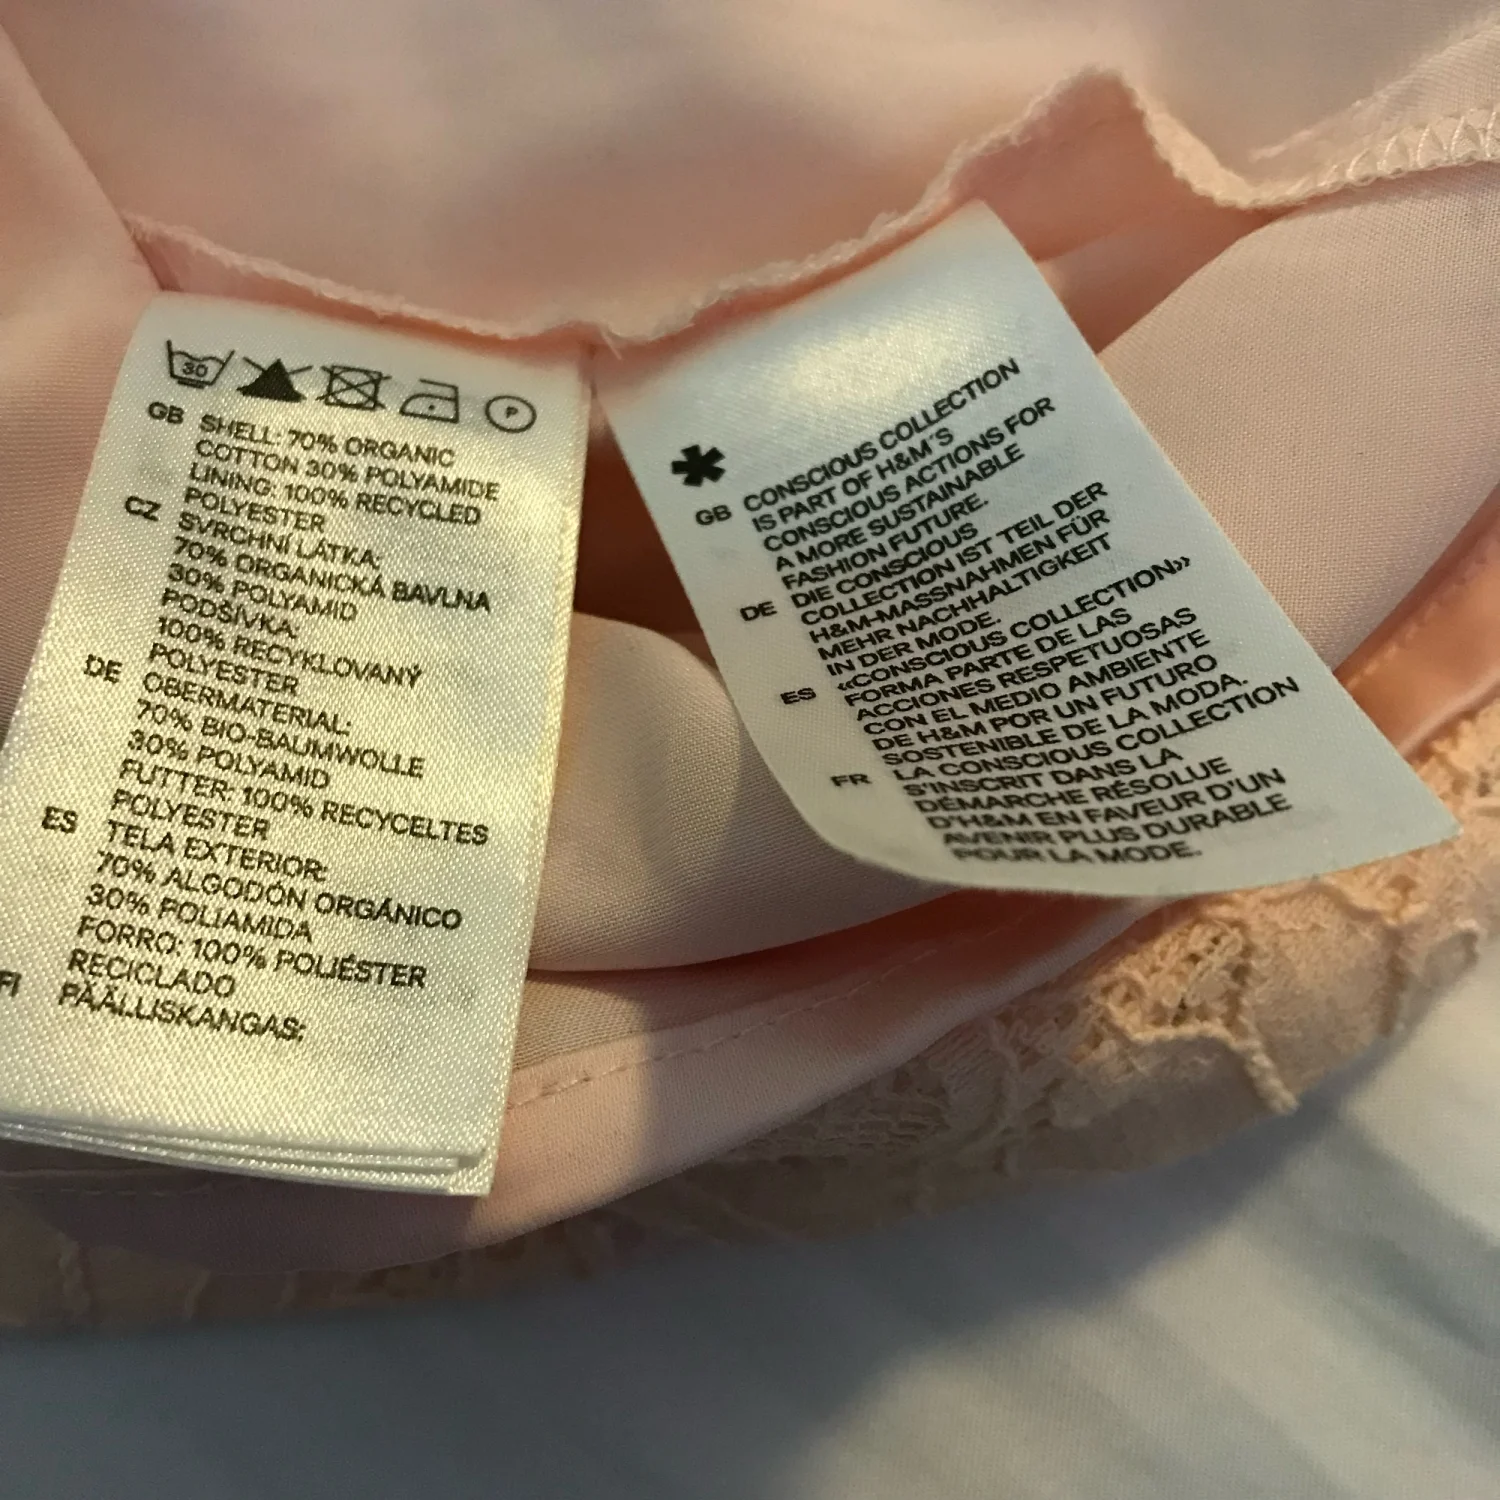 30
P
GB SHELL: 70% ORGANIC
COTTON 30% POLYAMIDE
LINING: 100% RECYCLED
POLYESTER
CZ SVRCHNÍ LÁTKA:
70% ORGANICKÁ BAVLNA
30% POLYAMID
PODŠÍVKA:
100% RECYKLOVANÝ
POLYESTER
DE OBERMATERIAL:
70% BIO-BAUMWOLLE
30% POLYAMID
FUTTER: 100% RECYCELTES
POLYESTER
ES TELA EXTERIOR:
70% ALGODÓN ORGÁNICO
30% POLIAMIDA
FORRO: 100% POLIÉSTER
RECICLADO
FI PÄÄLLISKANGAS:
GB CONSCIOUS COLLECTION
IS PART OF H&M'S
CONSCIOUS ACTIONS FOR
A MORE SUSTAINABLE
FASHION FUTURE.
DE DIE CONSCIOUS
COLLECTION IST TEIL DER
H&M-MASSNAHMEN FÜR
MEHR NACHHALTIGKEIT
IN DER MODE.
ES «CONSCIOUS COLLECTION»
FORMA PARTE DE LAS
ACCIONES RESPETUOSAS
CON EL MEDIO AMBIENTE
DE H&M POR UN FUTURO
SOSTENIBLE DE LA MODA.
FR LA CONSCIOUS COLLECTION
S'INSCRIT DANS LA
DÉMARCHE RÉSOLUE
D'H&M EN FAVEUR D'UN
AVENIR PLUS DURABLE
POUR LA MODE.